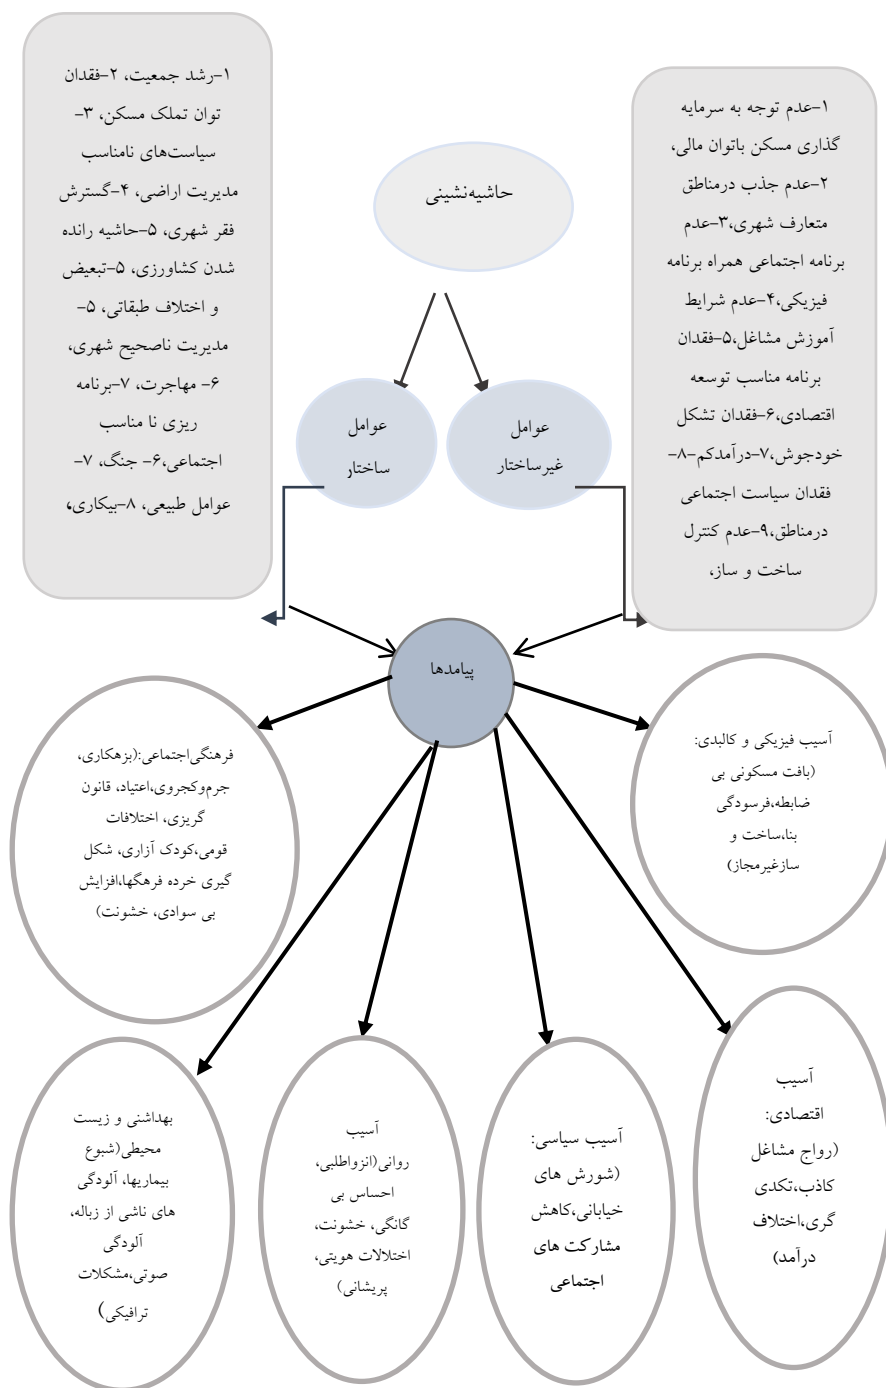 حاشیه‌نشینی
۱-عدم توجه به سرمایه
گذاری مسکن باتوان مالی،
۲-عدم جذب درمناطق
متعارف شهری،۳-عدم
برنامه اجتماعی همراه برنامه
فیزیکی،۴-عدم شرایط
آموزش مشاغل،۵-فقدان
برنامه مناسب توسعه
اقتصادی،۶-فقدان تشکل
خودجوش،۷-درآمدکم-۸-
فقدان سیاست اجتماعی
درمناطق،۹-عدم کنترل
ساخت و ساز،
۱-رشد جمعیت، ۲-فقدان
توان تملک مسکن، ۳-
سیاست‌های نامناسب
مدیریت اراضی، ۴-گسترش
فقر شهری، ۵-حاشیه رانده
شدن کشاورزی، ۵-تبعیض
و اختلاف طبقاتی، ۵-
مدیریت ناصحیح شهری،
۶- مهاجرت، ۷-برنامه
ریزی نا مناسب
اجتماعی،۶- جنگ، ۷-
عوامل طبیعی، ۸-بیکاری،
عوامل
غیرساختار
عوامل
ساختار
پیامدها
آسیب فیزیکی و کالبدی:
(بافت مسکونی بی
ضابطه،فرسودگی
بنا،ساخت و
سازغیرمجاز)
فرهنگی‌اجتماعی:(بزهکاری،
جرم‌وکجروی،اعتیاد، قانون
گریزی، اختلافات
قومی،کودک آزاری، شکل
گیری خرده فرهگها،افزایش
بی سوادی، خشونت)
آسیب
اقتصادی:
(رواج مشاغل
کاذب،تکدی
گری،اختلاف
درآمد)
آسیب سیاسی:
(شورش های
خیابانی،کاهش
مشارکت های
اجتماعی
آسیب
روانی(انزواطلبی،
احساس بی
گانگی، خشونت،
اختلالات هویتی،
پریشانی)
بهداشنی و زیست
محیطی(شبوع
بیماریها، آلودگی
های ناشی از زباله،
آلودگی
صوتی،مشکلات
ترافیکی)